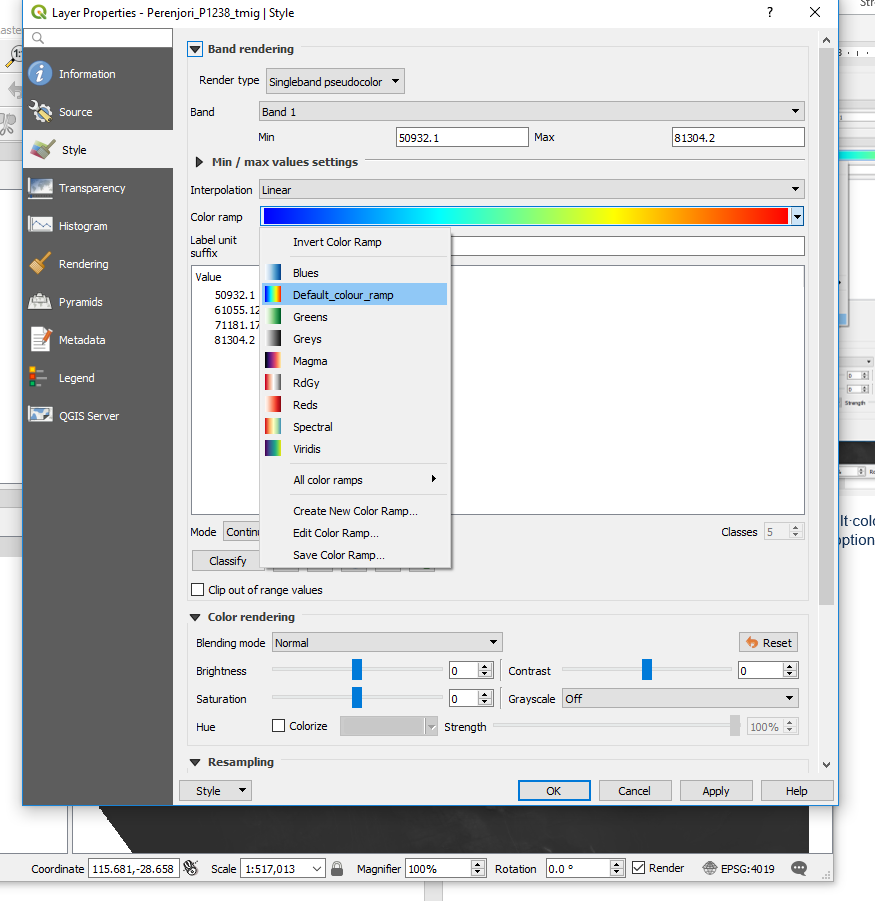 Layer Properties - Perenjori_P1238_tmig | Style
Information
Source
Style
Transparency
Histogram
Rendering
Pyramids
Metadata
Legend
QGIS Server
Band rendering
Render type Singleband pseudocolor
Band Band 1
Min 50932.1 Max 81304.2
Min / max values settings
Interpolation Linear
Color ramp
Label unit
suffix
Value
50932.1
61055.12
71181.17
81304.2
Invert Color Ramp
Blues
Default_colour_ramp
Greens
Greys
Magma
RdGy
Reds
Spectral
Viridis
All color ramps
Create New Color Ramp...
Edit Color Ramp...
Save Color Ramp...
Mode Contin
Classes 5
Classify
Clip out of range values
Color rendering
Blending mode Normal Reset
Brightness 0 Contrast 0
Saturation 0 Grayscale Off
Hue Colorize Strength 100%
Resampling
Style OK Cancel Apply Help
Coordinate 115.681,-28.658 Scale 1:517,013 Magnifier 100% Rotation 0.0 ° Render EPSG:4019
lt·colo
option
Strength